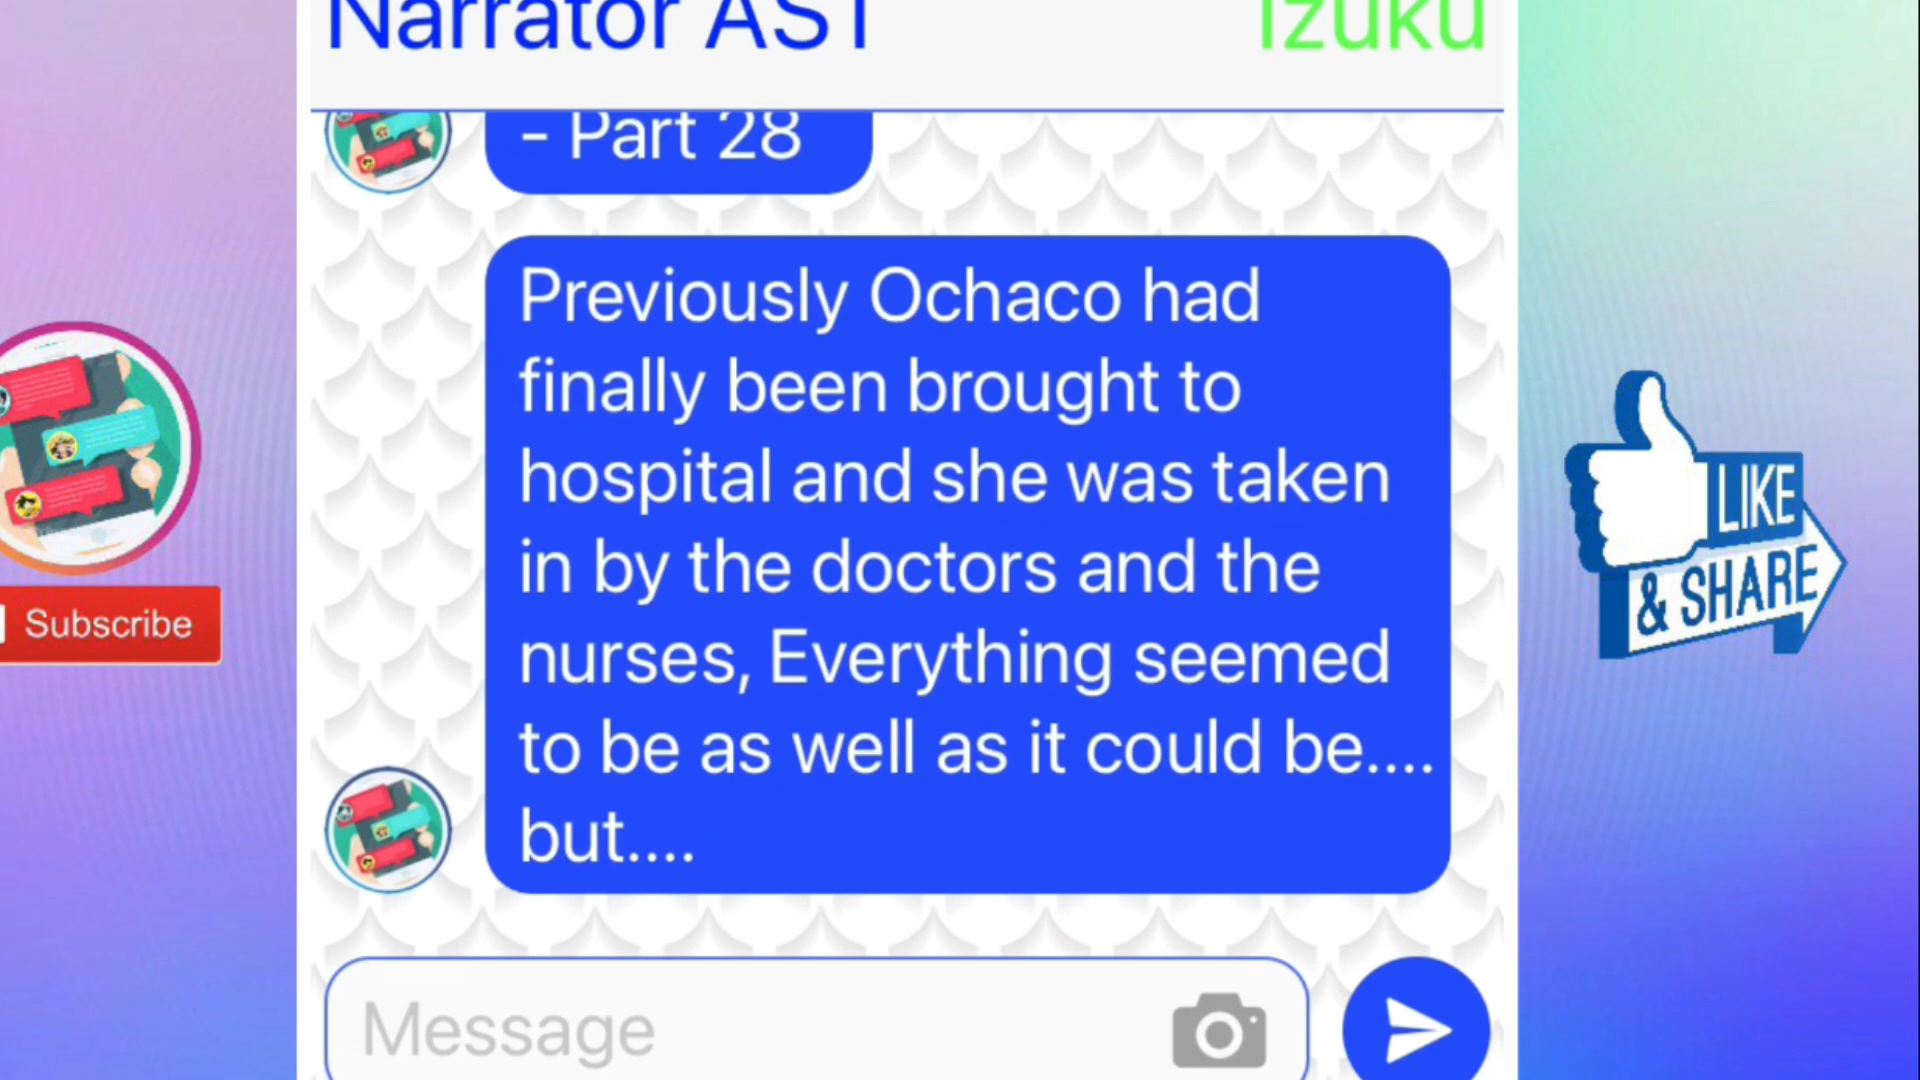 Narrator AST
Izuku
- Part 28
Previously Ochaco had
finally been brought to
hospital and she was taken
in by the doctors and the
nurses, Everything seemed
to be as well as it could be....
but....
Message
Subscribe
LIKE
& SHARE